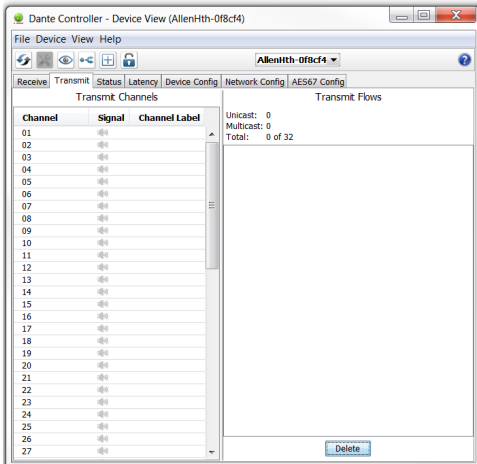 Dante Controller - Device View (AllenHth-0f8cf4)
File Device View Help
AllenHth-0f8cf4
Receive Transmit Status Latency Device Config Network Config AES67 Config
Transmit Channels
Channel Signal Channel Label
01
02
03
04
05
06
07
08
09
10
11
12
13
14
15
16
17
18
19
20
21
22
23
24
25
26
27
Transmit Flows
Unicast: 0
Multicast: 0
Total: 0 of 32
Delete